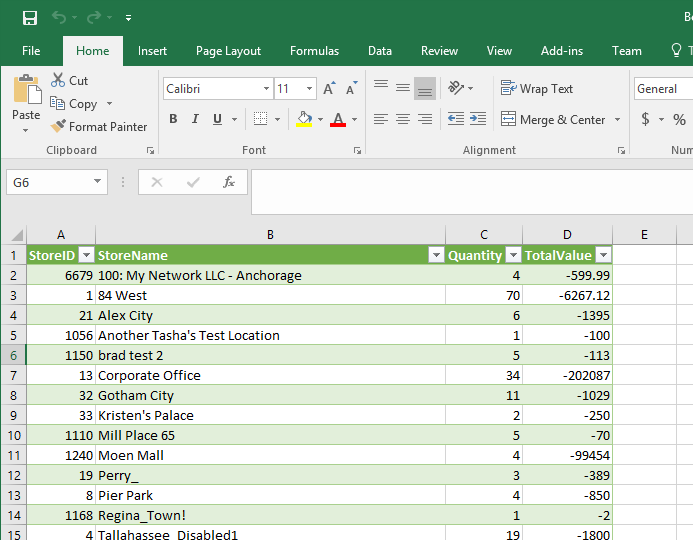 File Home Insert Page Layout Formulas Data Review View Add-ins Team
Paste
Cut
Copy
Format Painter
Clipboard
Calibri 11
B I U
Font
Wrap Text
Merge & Center
Alignment
General
$ %
G6 fx
A B C D E
1 StoreID StoreName Quantity TotalValue
2 6679 100: My Network LLC - Anchorage 4 -599.99
3 1 84 West 70 -6267.12
4 21 Alex City 6 -1395
5 1056 Another Tasha's Test Location 1 -100
6 1150 brad test 2 5 -113
7 13 Corporate Office 34 -202087
8 32 Gotham City 11 -1029
9 33 Kristen's Palace 2 -250
10 1110 Mill Place 65 5 -70
11 1240 Moen Mall 4 -99454
12 19 Perry_ 3 -389
13 8 Pier Park 4 -850
14 1168 Regina_Town! 1 -2
15 4 Tallahassee_Disabled1 19 -1800